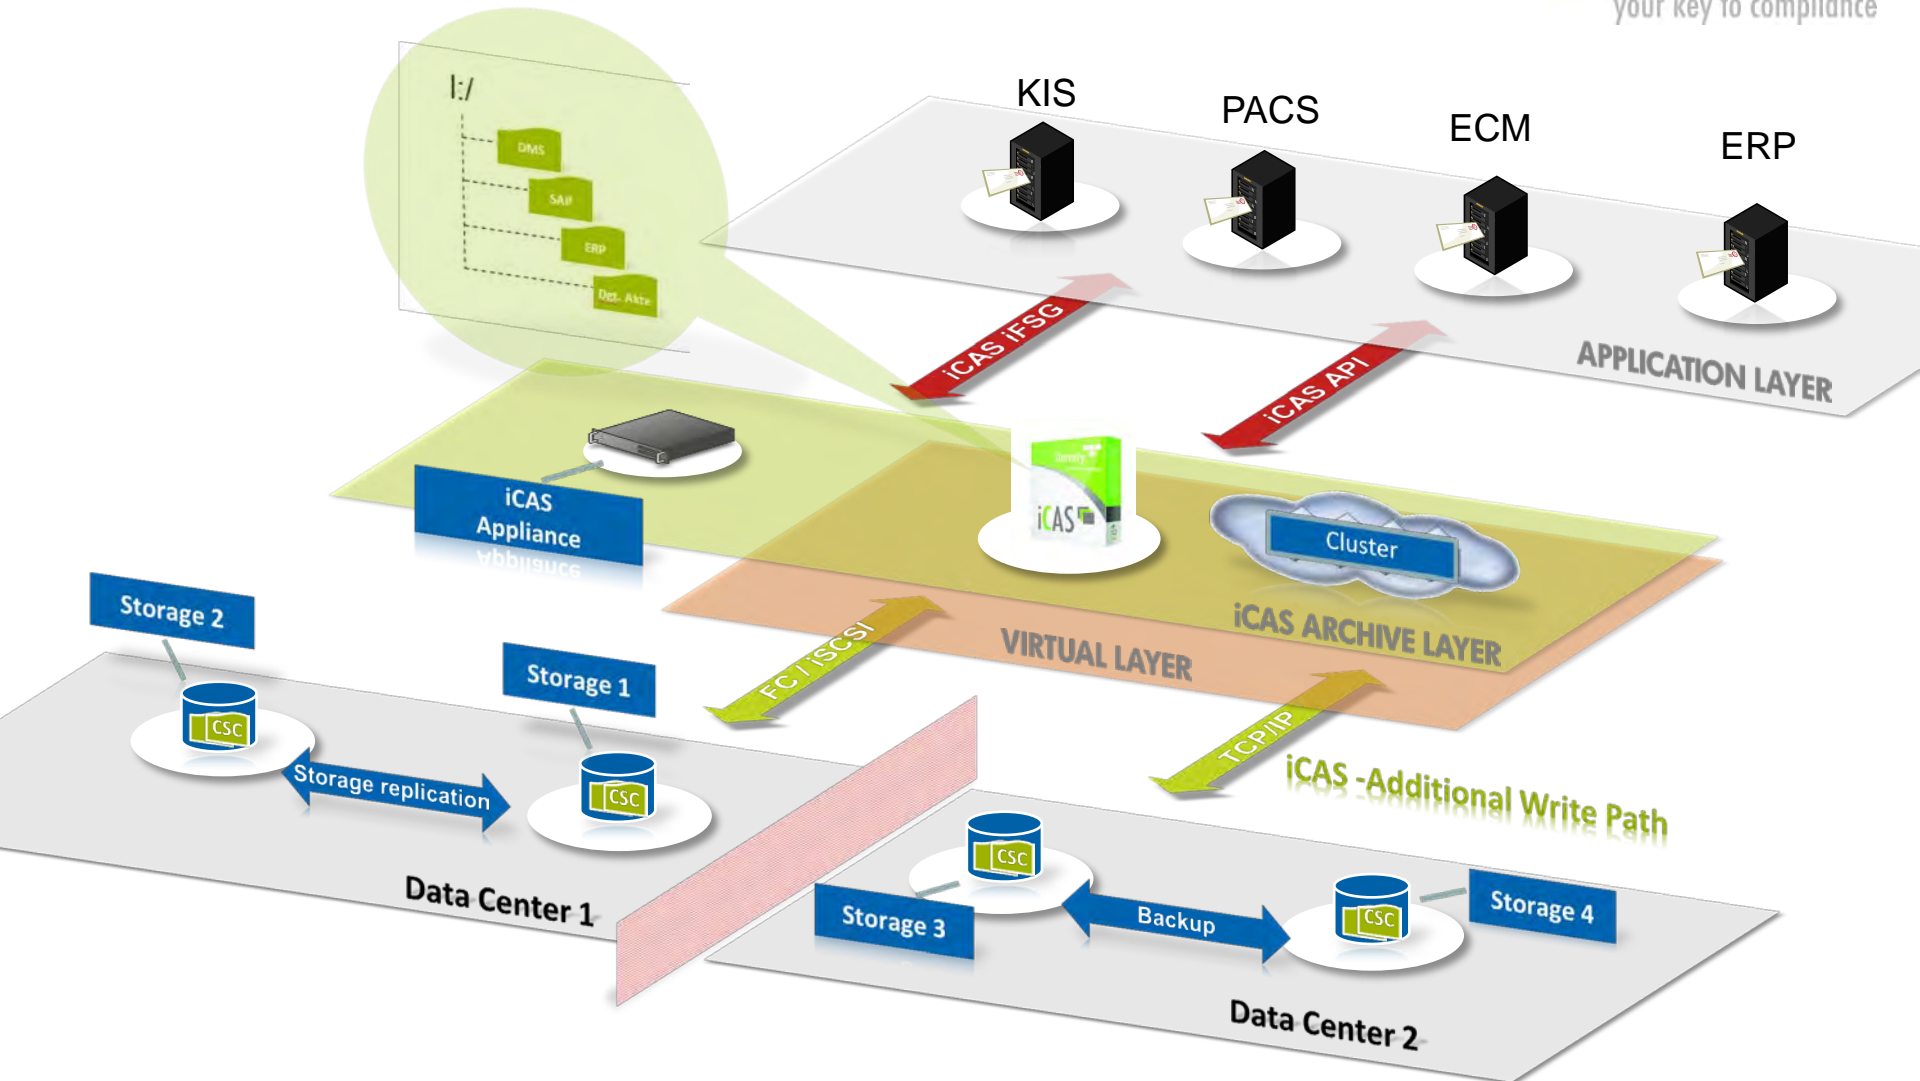 your key to compliance
I:/
DMS
SAP
ERP
Dgt. Akte
KIS
PACS
ECM
ERP
iCAS iFSG
iCAS API
APPLICATION LAYER
iCAS
Appliance
iCAS
Cluster
iCAS ARCHIVE LAYER
VIRTUAL LAYER
Storage 2
Storage 1
FC / iSCSI
CSC
CSC
Storage replication
TCP/IP
iCAS -Additional Write Path
Data Center 1
CSC
CSC
Storage 3
Backup
Storage 4
Data Center 2